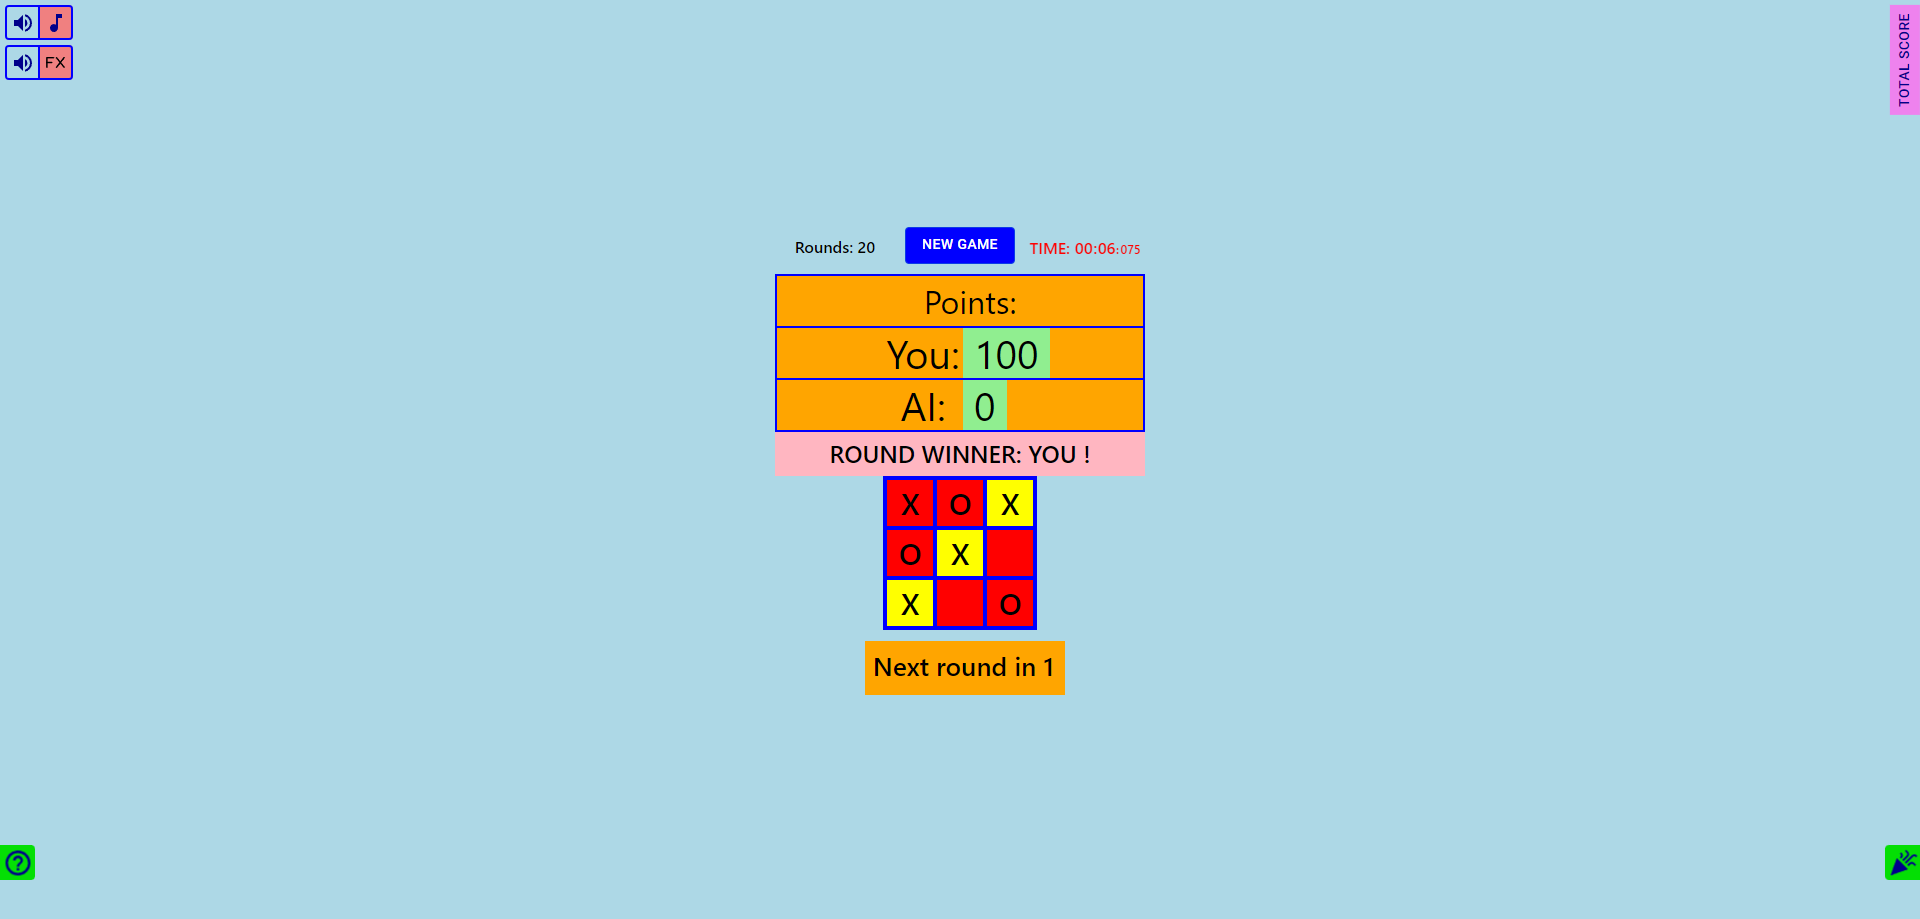 FX
TOTAL SCORE
Rounds: 20
NEW GAME
TIME: 00:06:075
Points:
You: 100
AI: 0
ROUND WINNER: YOU !
X O X
O X
X O
Next round in 1